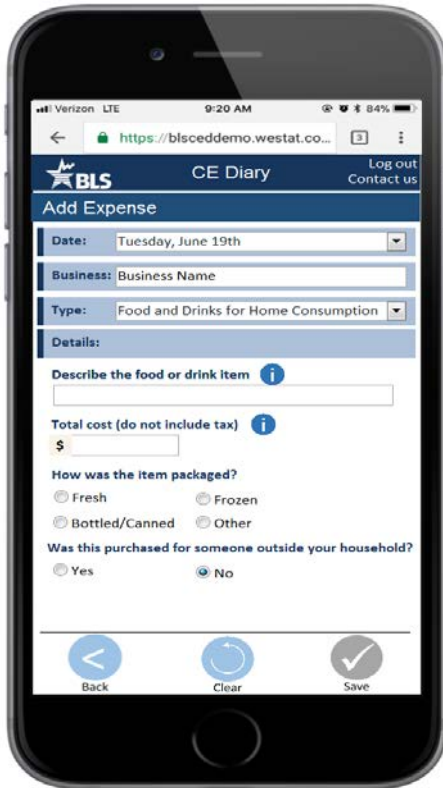 Verizon LTE 9:20 AM 84%
https://blsceddemo.westat.co... 3
BLS CE Diary Log out
Contact us
Add Expense
Date: Tuesday, June 19th
Business: Business Name
Type: Food and Drinks for Home Consumption
Details:
Describe the food or drink item i
Total cost (do not include tax) i
$
How was the item packaged?
Fresh Frozen
Bottled/Canned Other
Was this purchased for someone outside your household?
Yes No
Back Clear Save